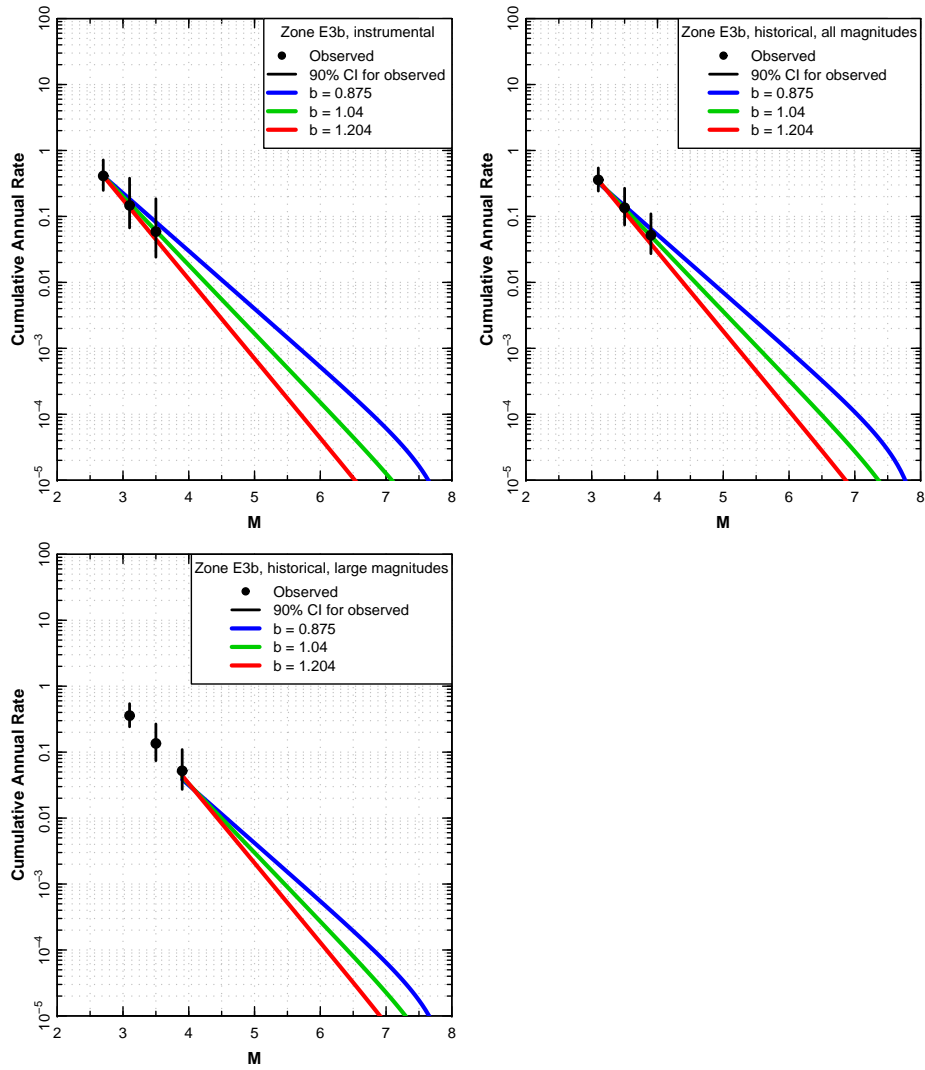 Zone E3b, instrumental
Observed
90% CI for observed
b = 0.875
b = 1.04
b = 1.204
100
10
1
0.1
0.01
10⁻³
10⁻⁴
10⁻⁵
Cumulative Annual Rate
2 3 4 5 6 7 8
M
Zone E3b, historical, all magnitudes
Observed
90% CI for observed
b = 0.875
b = 1.04
b = 1.204
100
10
1
0.1
0.01
10⁻³
10⁻⁴
10⁻⁵
Cumulative Annual Rate
2 3 4 5 6 7 8
M
Zone E3b, historical, large magnitudes
Observed
90% CI for observed
b = 0.875
b = 1.04
b = 1.204
100
10
1
0.1
0.01
10⁻³
10⁻⁴
10⁻⁵
Cumulative Annual Rate
2 3 4 5 6 7 8
M